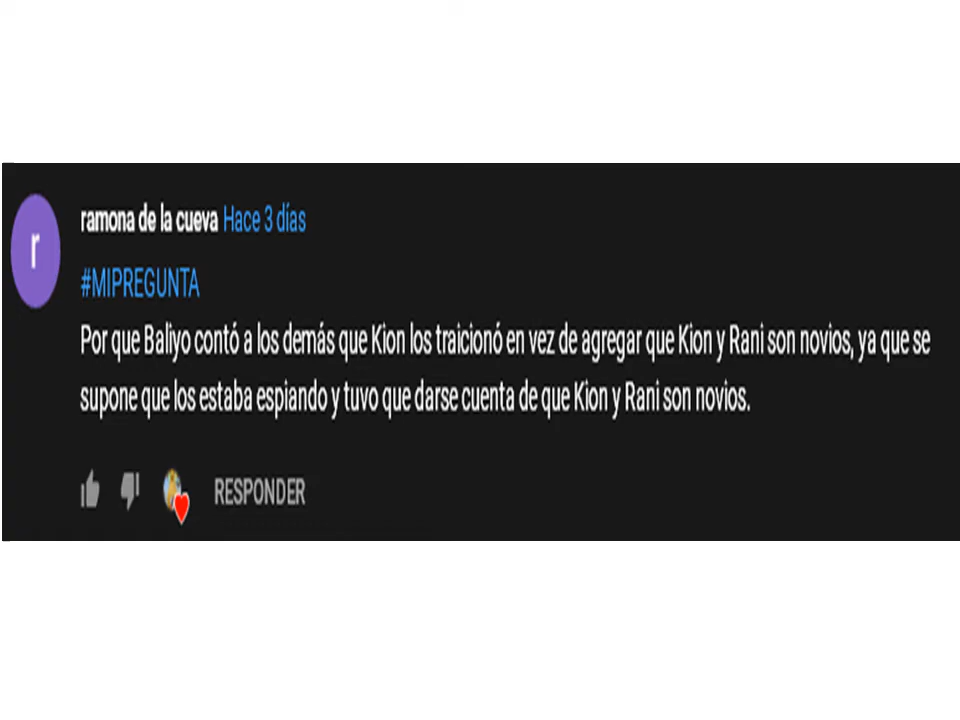 r
ramona de la cueva Hace 3 días
#MIPREGUNTA
Por que Baliyo contó a los demás que Kion los traicionó en vez de agregar que Kion y Rani son novios, ya que se
supone que los estaba espiando y tuvo que darse cuenta de que Kion y Rani son novios.
RESPONDER